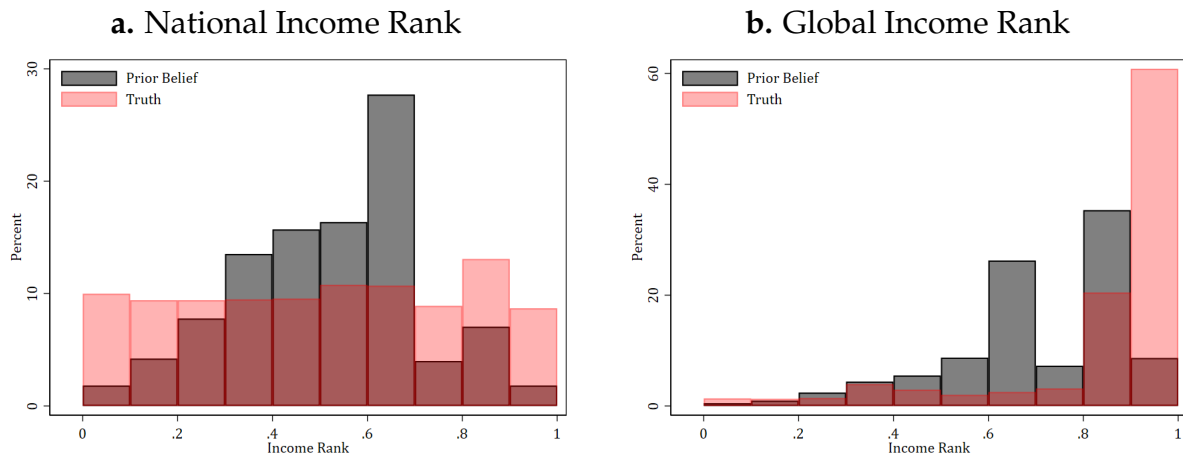 a. National Income Rank
Prior Belief
Truth
Percent
30
20
10
0
0 .2 .4 .6 .8 1
Income Rank
b. Global Income Rank
Prior Belief
Truth
Percent
60
40
20
0
0 .2 .4 .6 .8 1
Income Rank